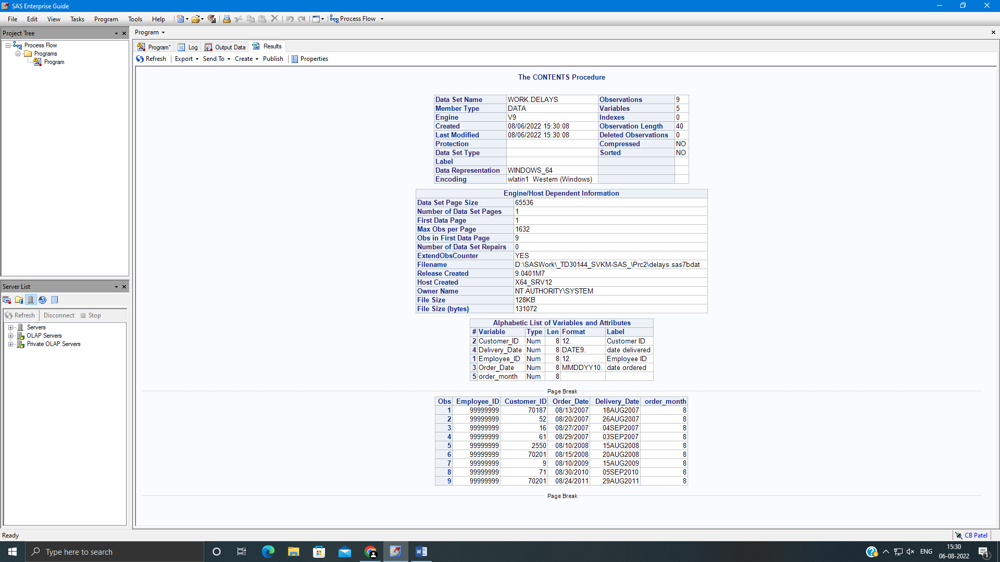 SAS Enterprise Guide
File Edit View Tasks Program Tools Help Process Flow
Project Tree
Process Flow
Programs
Program
Server List
Refresh Disconnect Stop
Servers
OLAP Servers
Private OLAP Servers
Program
Program* Log Output Data Results
Refresh Export Send To Create Publish Properties
The CONTENTS Procedure
Data Set Name WORK.DELAYS Observations 9
Member Type DATA Variables 5
Engine V9 Indexes 0
Created 08/06/2022 15:30:08 Observation Length 40
Last Modified 08/06/2022 15:30:08 Deleted Observations 0
Protection Compressed NO
Data Set Type Sorted NO
Label
Data Representation WINDOWS_64
Encoding wlatin1 Western (Windows)
Engine/Host Dependent Information
Data Set Page Size 65536
Number of Data Set Pages 1
First Data Page 1
Max Obs per Page 1632
Obs in First Data Page 9
Number of Data Set Repairs 0
ExtendObsCounter YES
Filename D:\SASWork\_TD30144_SVKM-SAS_\Prc2\delays.sas7bdat
Release Created 9.0401M7
Host Created X64_SRV12
Owner Name NT AUTHORITY\SYSTEM
File Size 128KB
File Size (bytes) 131072
Alphabetic List of Variables and Attributes
# Variable Type Len Format Label
2 Customer_ID Num 8 12. Customer ID
4 Delivery_Date Num 8 DATE9. date delivered
1 Employee_ID Num 8 12. Employee ID
3 Order_Date Num 8 MMDDYY10. date ordered
5 order_month Num 8
Page Break
Obs Employee_ID Customer_ID Order_Date Delivery_Date order_month
1 99999999 70187 08/13/2007 18AUG2007 8
2 99999999 52 08/20/2007 26AUG2007 8
3 99999999 16 08/27/2007 04SEP2007 8
4 99999999 61 08/29/2007 03SEP2007 8
5 99999999 2550 08/10/2008 15AUG2008 8
6 99999999 70201 08/15/2008 20AUG2008 8
7 99999999 9 08/10/2009 15AUG2009 8
8 99999999 71 08/30/2010 05SEP2010 8
9 99999999 70201 08/24/2011 29AUG2011 8
Page Break
Ready
CB Patel
Type here to search
ENG
15:30
06-08-2022
1